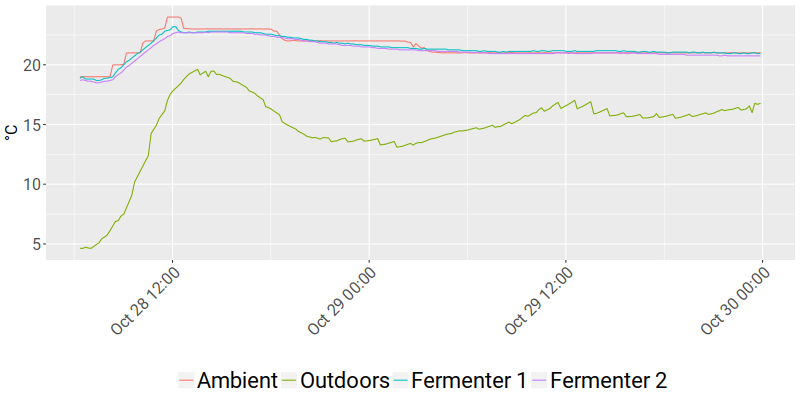 20
15
10
5
°C
Oct 28 12:00
Oct 29 00:00
Oct 29 12:00
Oct 30 00:00
Ambient Outdoors Fermenter 1 Fermenter 2